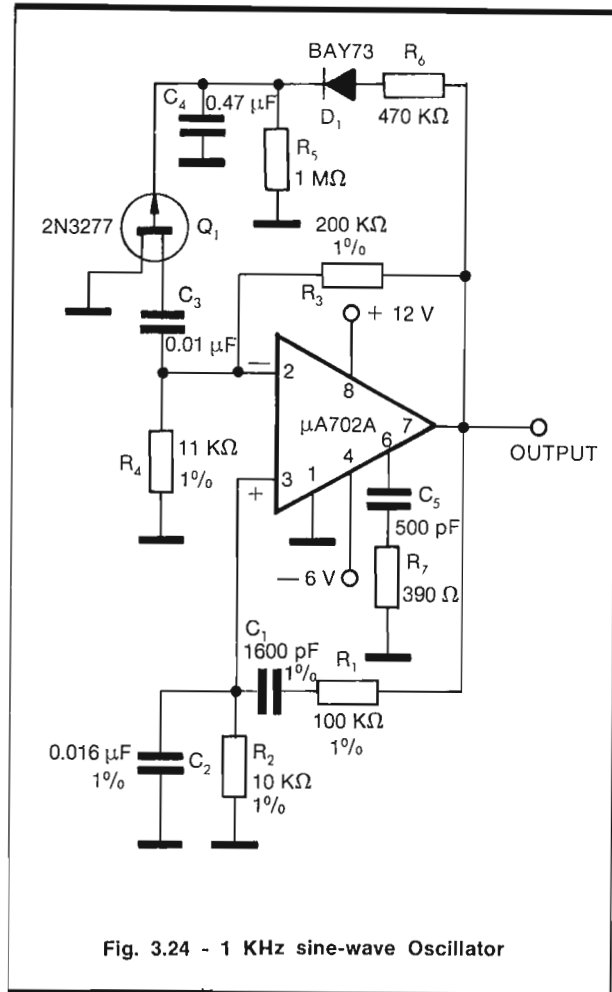 BAY73
R6
C4
0.47 µF
D1
470 KΩ
R5
1 MΩ
2N3277
Q1
200 KΩ
1%
C3
R3
+ 12 V
0.01 µF
—
2
8
µA702A
7
11 KΩ
R4
1%
6
OUTPUT
4
3
1
C5
+
500 pF
R7
— 6 V
390 Ω
C1
1600 pF
1%
R1
100 KΩ
1%
0.016 µF
1%
C2
R2
10 KΩ
1%
Fig. 3.24 - 1 KHz sine-wave Oscillator